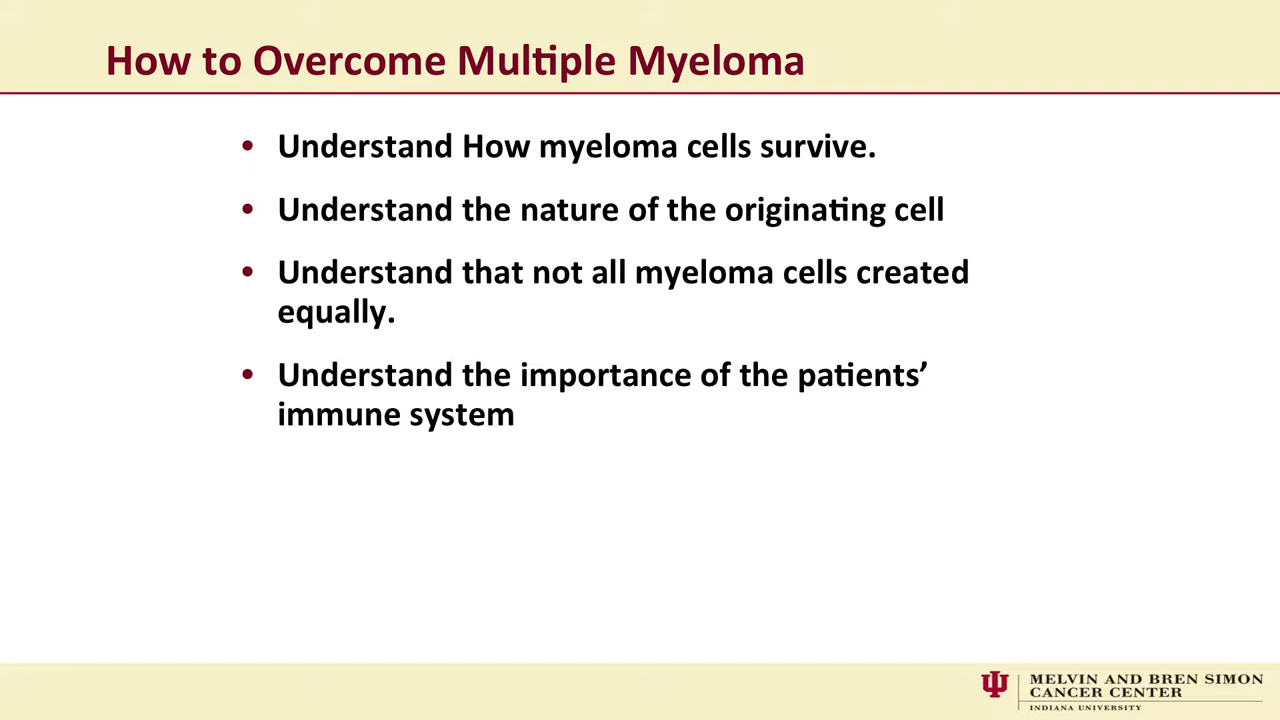 How to Overcome Multiple Myeloma
• Understand How myeloma cells survive.
• Understand the nature of the originating cell
• Understand that not all myeloma cells created
equally.
• Understand the importance of the patients’
immune system
MELVIN AND BREN SIMON
CANCER CENTER
INDIANA UNIVERSITY